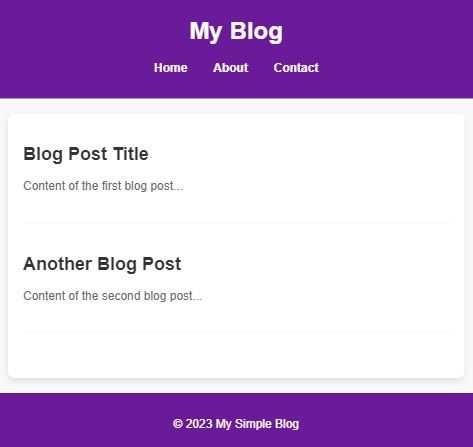 My Blog
Home About Contact
Blog Post Title
Content of the first blog post...
Another Blog Post
Content of the second blog post...
© 2023 My Simple Blog